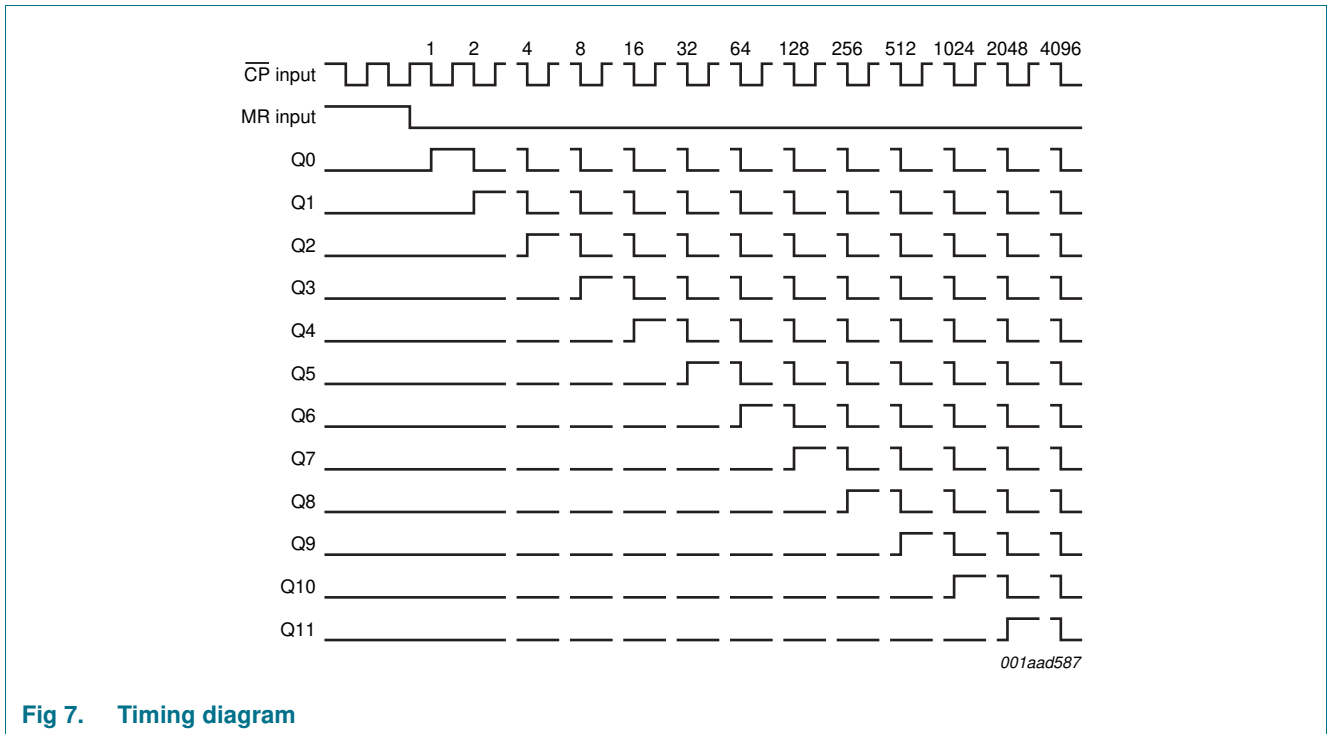 1 2 4 8 16 32 64 128 256 512 1024 2048 4096
CP input
MR input
Q0
Q1
Q2
Q3
Q4
Q5
Q6
Q7
Q8
Q9
Q10
Q11
001aad587
Fig 7. Timing diagram